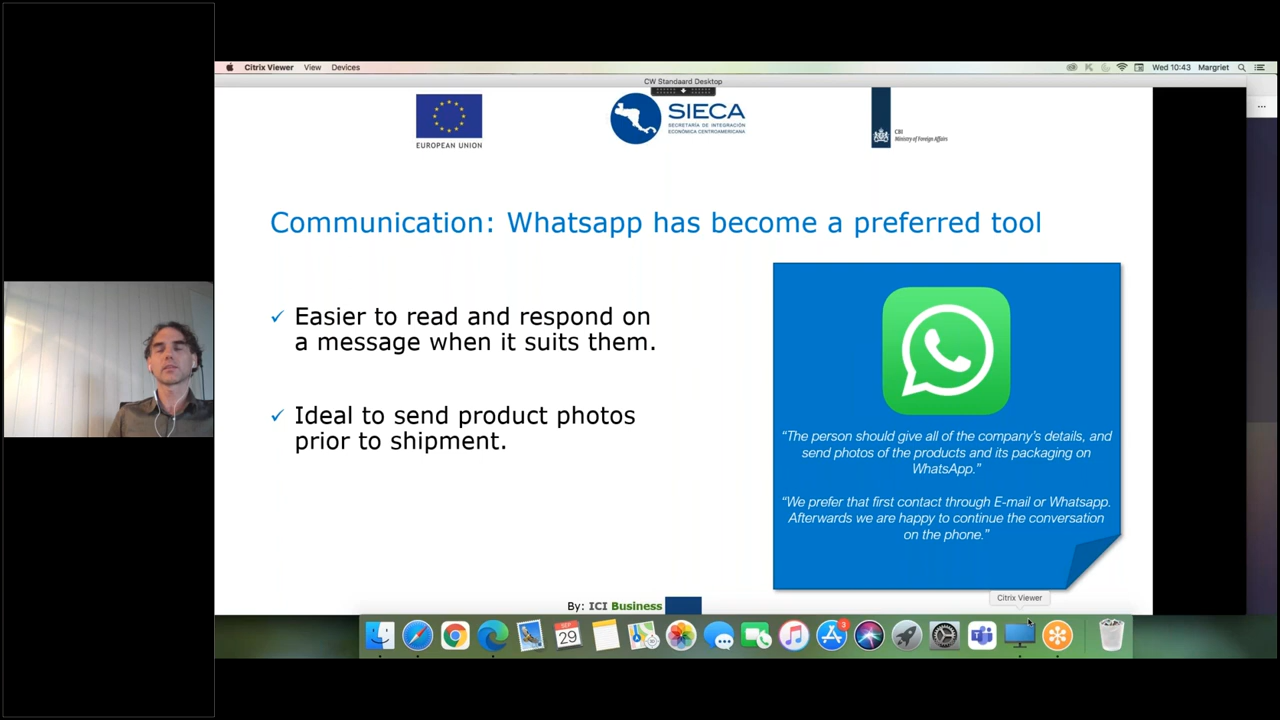 Citrix Viewer View Devices
Wed 10:43 Margriet
CW Standaard Desktop
EUROPEAN UNION
SIECA
SECRETARÍA DE INTEGRACIÓN
ECONÓMICA CENTROAMERICANA
CBI
Ministry of Foreign Affairs
Communication: Whatsapp has become a preferred tool
Easier to read and respond on
a message when it suits them.
Ideal to send product photos
prior to shipment.
“The person should give all of the company’s details, and
send photos of the products and its packaging on
WhatsApp.”
“We prefer that first contact through E-mail or Whatsapp.
Afterwards we are happy to continue the conversation
on the phone.”
By: ICI Business
Citrix Viewer
SEP
29
3